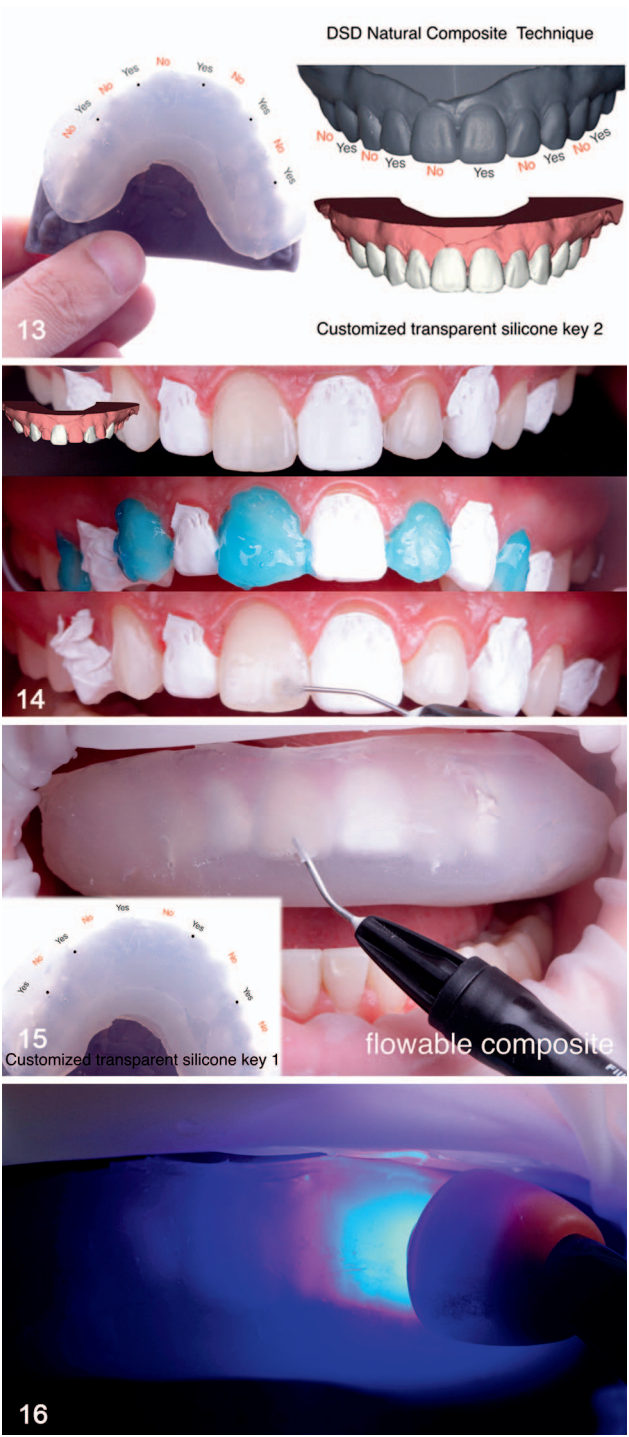 DSD Natural Composite Technique
No Yes No Yes No Yes No Yes No Yes
No Yes No Yes No Yes No Yes No Yes
13
Customized transparent silicone key 2
14
Yes No Yes No Yes No Yes No Yes No
15
Customized transparent silicone key 1
flowable composite
16